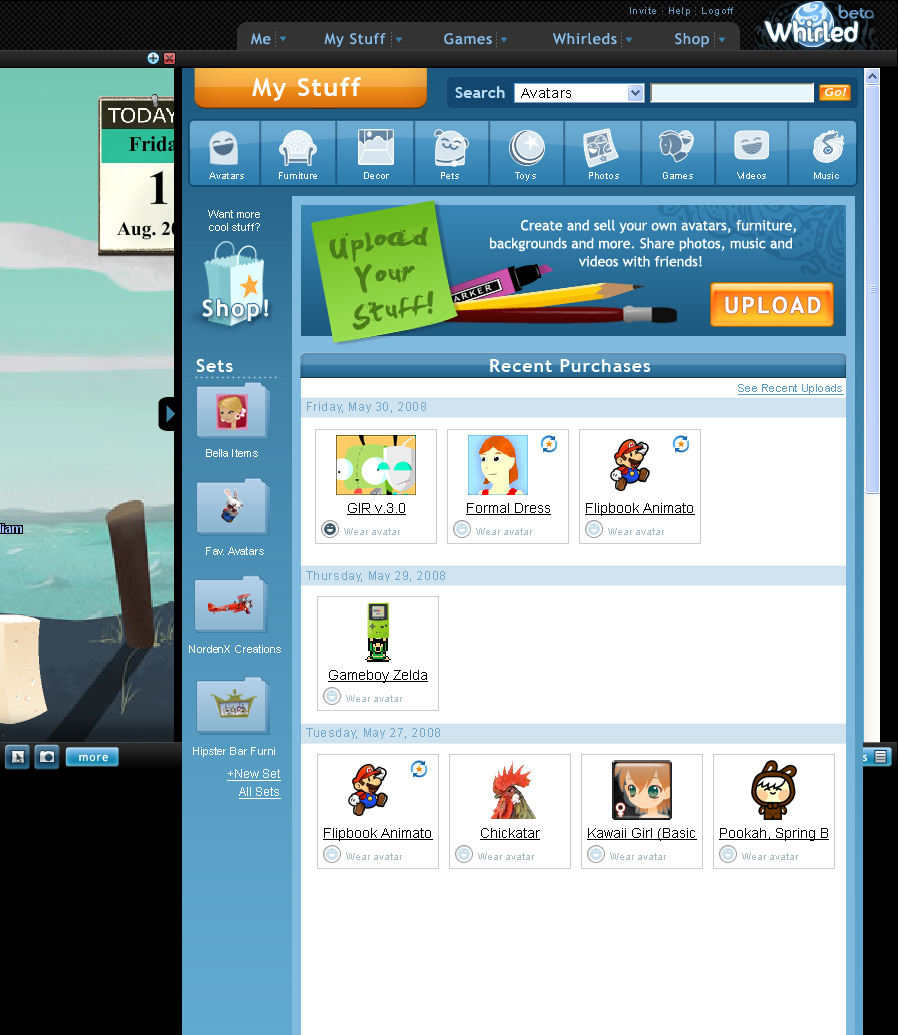 Invite Help Logoff
Me My Stuff Games Whirleds Shop
Whirled beta
My Stuff
Search Avatars Go!
Avatars Furniture Decor Pets Toys Photos Games Videos Music
TODAY
Aug. 20
Want more
cool stuff?
Shop!
Upload
Your
Stuff!
MARKER
Create and sell your own avatars, furniture,
backgrounds and more. Share photos, music and
videos with friends!
UPLOAD
Sets
Bella Items
Fav. Avatars
NordenX Creations
Hipster Bar Furni
+New Set
All Sets
Recent Purchases
See Recent Uploads
Friday, May 30, 2008
GIR v.3.0 Formal Dress Flipbook Animato
Wear avatar Wear avatar Wear avatar
Thursday, May 29, 2008
Gameboy Zelda
Wear avatar
Tuesday, May 27, 2008
Flipbook Animato Chickatar Kawaii Girl (Basic Pookah, Spring B
Wear avatar Wear avatar Wear avatar Wear avatar
more